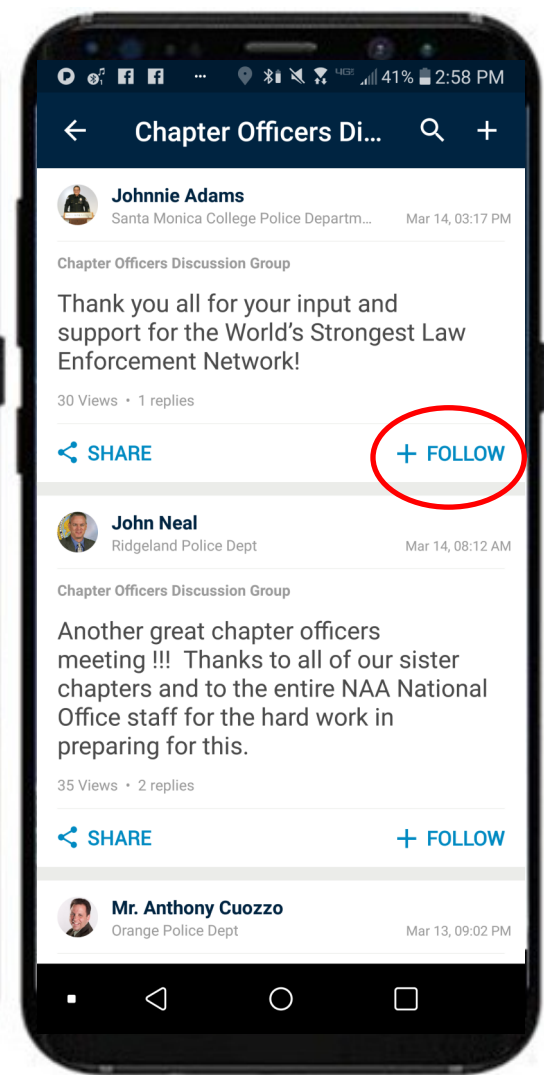 4G 41% 2:58 PM
Chapter Officers Di...
Johnnie Adams
Santa Monica College Police Departm... Mar 14, 03:17 PM
Chapter Officers Discussion Group
Thank you all for your input and
support for the World's Strongest Law
Enforcement Network!
30 Views • 1 replies
SHARE + FOLLOW
John Neal
Ridgeland Police Dept Mar 14, 08:12 AM
Chapter Officers Discussion Group
Another great chapter officers
meeting !!!  Thanks to all of our sister
chapters and to the entire NAA National
Office staff for the hard work in
preparing for this.
35 Views • 2 replies
SHARE + FOLLOW
Mr. Anthony Cuozzo
Orange Police Dept Mar 13, 09:02 PM